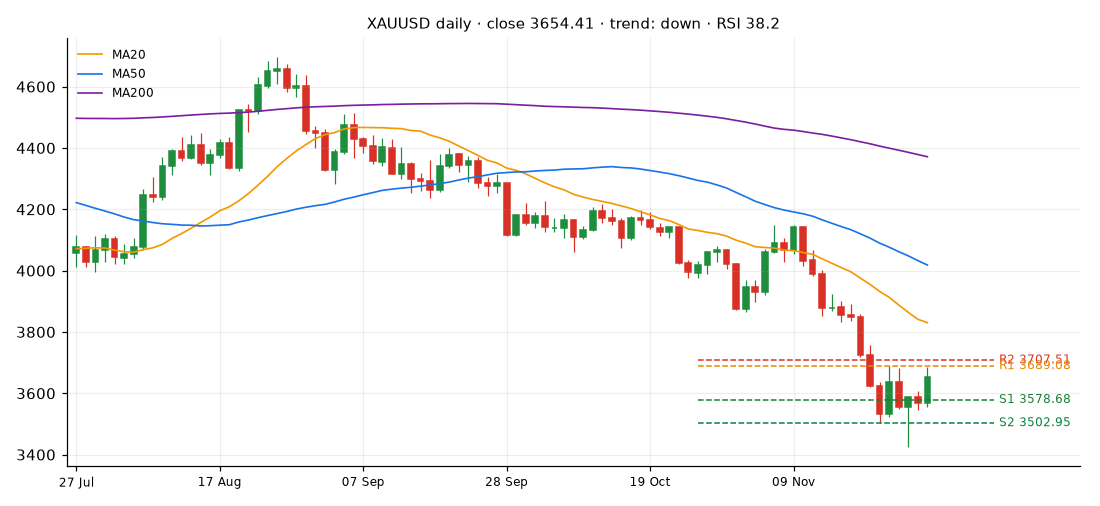 XAUUSD daily · close 3654.41 · trend: down · RSI 38.2
MA20
MA50
MA200
4600
4400
4200
4000
3800
3600
3400
R2 3707.51
R1 3689.08
S1 3578.68
S2 3502.95
27 Jul
17 Aug
07 Sep
28 Sep
19 Oct
09 Nov